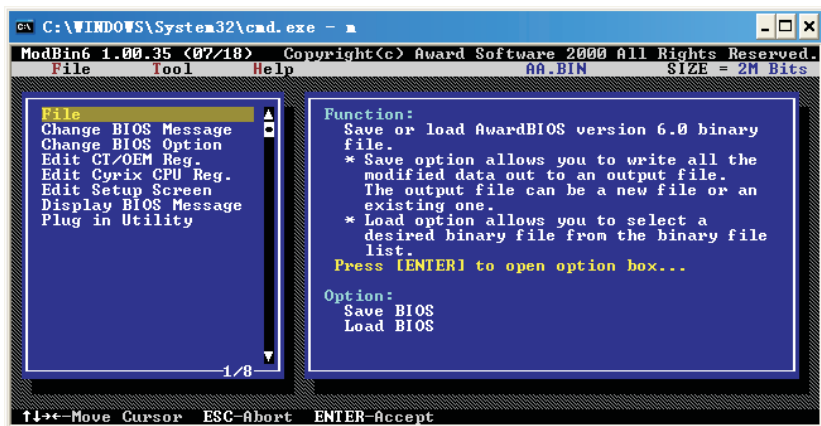 C:\WINDOWS\System32\cmd.exe - m
ModBin6 1.00.35 (07/18) Copyright(c) Award Software 2000 All Rights Reserved.
File Tool Help AA.BIN SIZE = 2M Bits
File
Change BIOS Message
Change BIOS Option
Edit CT/OEM Reg.
Edit Cyrix CPU Reg.
Edit Setup Screen
Display BIOS Message
Plug in Utility
1/8
Function:
Save or load AwardBIOS version 6.0 binary
file.
* Save option allows you to write all the
modified data out to an output file.
The output file can be a new file or an
existing one.
* Load option allows you to select a
desired binary file from the binary file
list.
Press [ENTER] to open option box...
Option:
Save BIOS
Load BIOS
↑↓→←-Move Cursor ESC-Abort ENTER-Accept